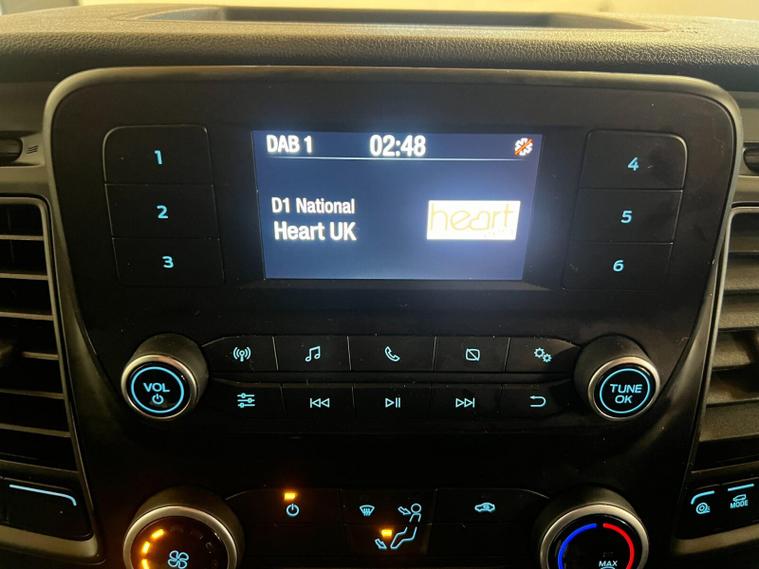 DAB 1 02:48
D1 National
Heart UK
heart
1
2
3
4
5
6
VOL
TUNE
OK
MODE
MAX